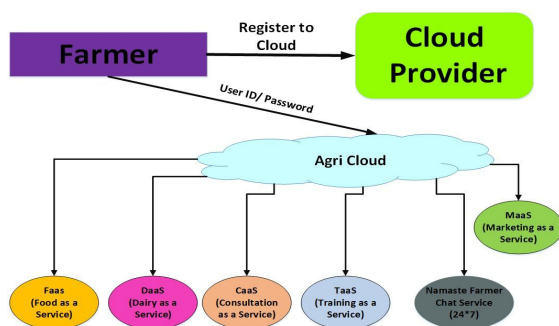 Farmer
Register to
Cloud
Cloud
Provider
User ID/ Password
Agri Cloud
MaaS
(Marketing as a
Service)
Faas
(Food as a
Service)
DaaS
(Dairy as a
Service)
CaaS
(Consultation as a
Service)
TaaS
(Training as a
Service)
Namaste Farmer
Chat Service
(24*7)